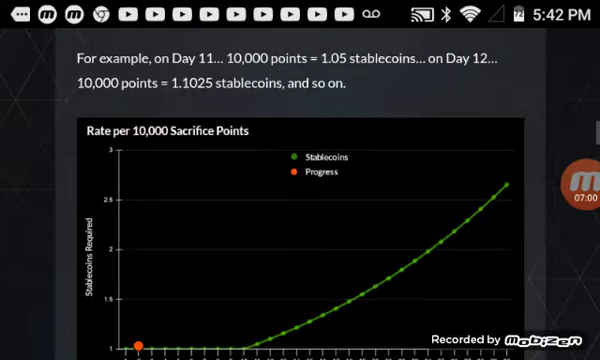 72 5:42 PM
For example, on Day 11... 10,000 points = 1.05 stablecoins... on Day 12...
10,000 points = 1.1025 stablecoins, and so on.
Rate per 10,000 Sacrifice Points
Stablecoins
Progress
Stablecoins Required
3
2.5
2
1.5
1
07:00
Recorded by MOBIZEN